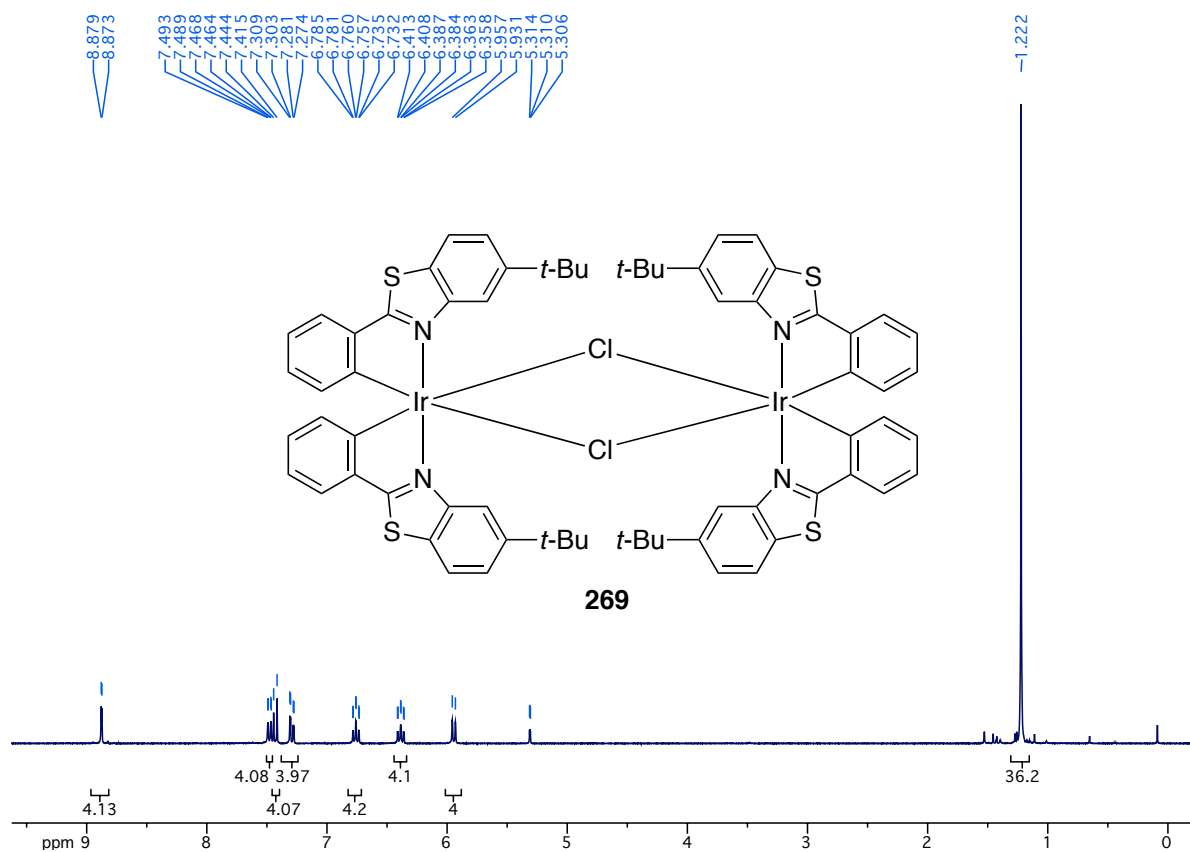 8.879
8.873
7.493
7.489
7.468
7.464
7.444
7.415
7.309
7.303
7.281
7.274
6.785
6.781
6.760
6.757
6.735
6.732
6.413
6.408
6.387
6.384
6.363
6.358
5.957
5.931
5.314
5.310
5.306
1.222
S
t-Bu
t-Bu
S
N
N
Cl
Ir
Ir
Cl
N
N
S
t-Bu
t-Bu
S
269
4.08 3.97
4.1
36.2
4.13
4.07
4.2
4
ppm 9 8 7 6 5 4 3 2 1 0